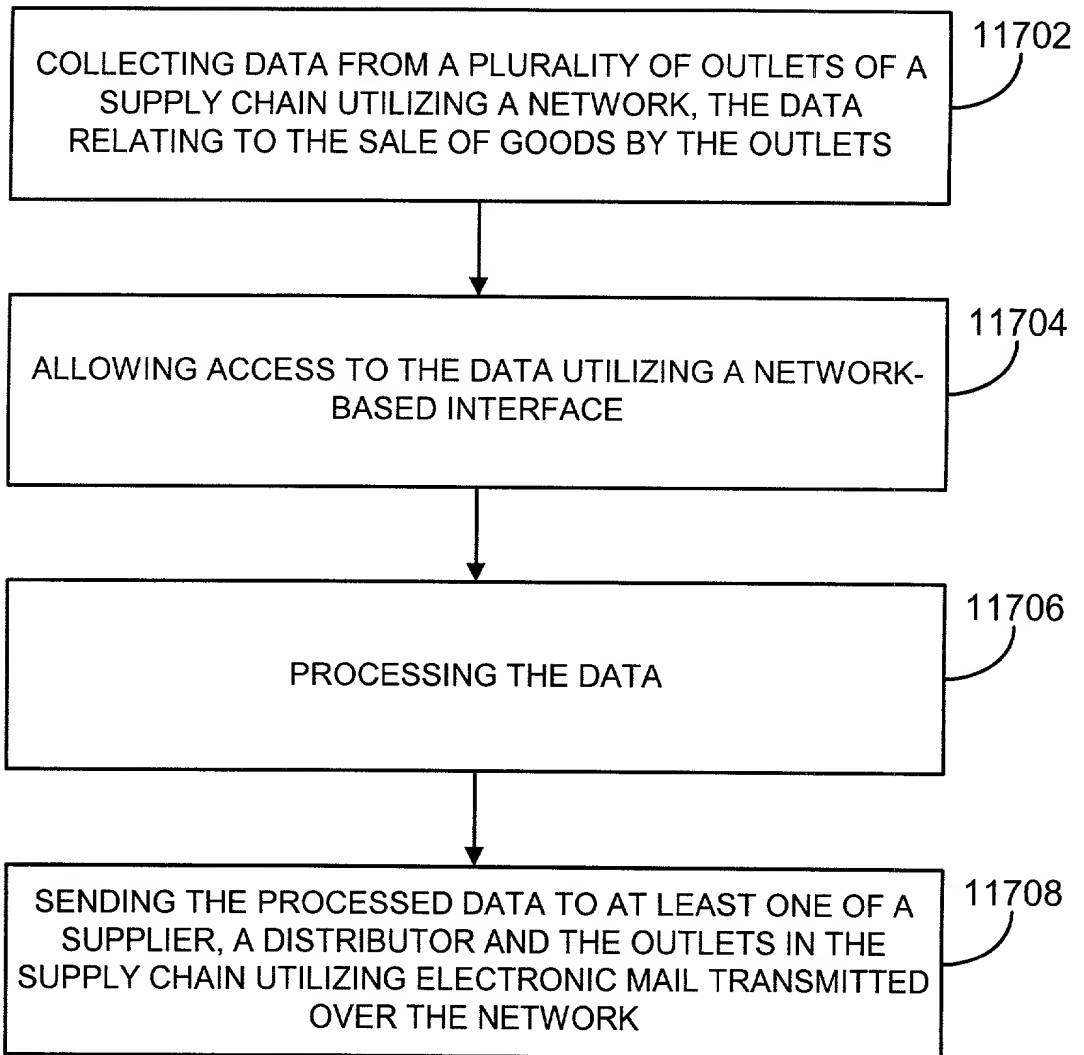 11702
COLLECTING DATA FROM A PLURALITY OF OUTLETS OF A
SUPPLY CHAIN UTILIZING A NETWORK, THE DATA
RELATING TO THE SALE OF GOODS BY THE OUTLETS
11704
ALLOWING ACCESS TO THE DATA UTILIZING A NETWORK-
BASED INTERFACE
11706
PROCESSING THE DATA
11708
SENDING THE PROCESSED DATA TO AT LEAST ONE OF A
SUPPLIER, A DISTRIBUTOR AND THE OUTLETS IN THE
SUPPLY CHAIN UTILIZING ELECTRONIC MAIL TRANSMITTED
OVER THE NETWORK